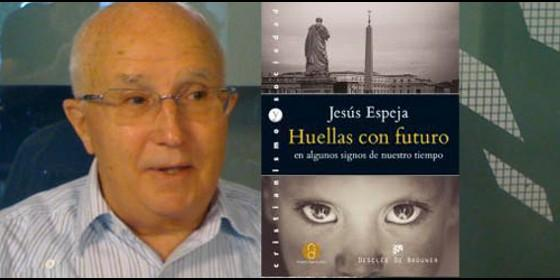 cristianismo y sociedad
Jesús Espeja
Huellas con futuro
en algunos signos de nuestro tiempo
Desclée De Brouwer